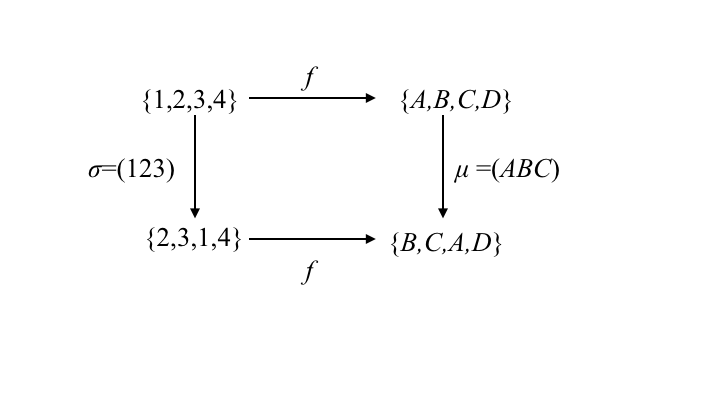 f
{1,2,3,4} {A,B,C,D}
σ=(123) μ =(ABC)
{2,3,1,4} {B,C,A,D}
f